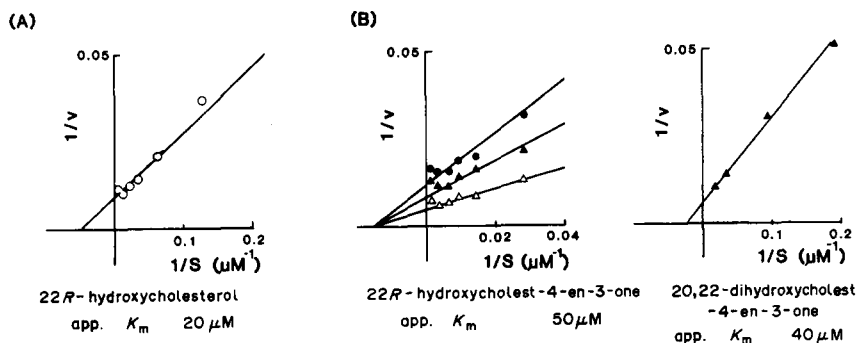 (A)
0.05
1/v
0.1
0.2
1/S (μM⁻¹)
22R-hydroxycholesterol
app. Km 20 μM
(B)
0.05
1/v
0.02
0.04
1/S (μM⁻¹)
22R-hydroxycholest-4-en-3-one
app. Km 50μM
0.05
1/v
0.1
0.2
1/S (μM⁻¹)
20,22-dihydroxycholest
-4-en-3-one
app. Km 40 μM